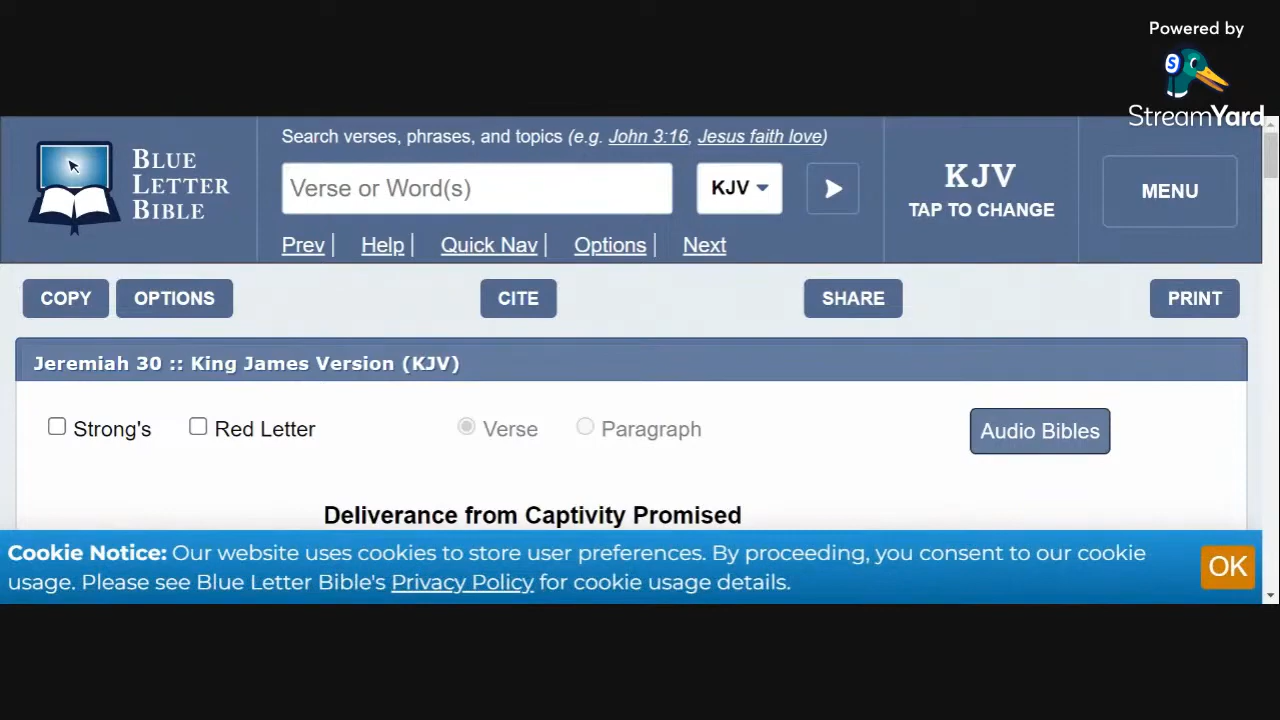 Powered by
StreamYard
Search verses, phrases, and topics (e.g. John 3:16, Jesus faith love)
BLUE
LETTER
BIBLE
Verse or Word(s)
KJV
KJV
TAP TO CHANGE
MENU
Prev | Help | Quick Nav | Options | Next
COPY OPTIONS CITE SHARE PRINT
Jeremiah 30 :: King James Version (KJV)
Strong's Red Letter Verse Paragraph Audio Bibles
Deliverance from Captivity Promised
Cookie Notice: Our website uses cookies to store user preferences. By proceeding, you consent to our cookie
usage. Please see Blue Letter Bible's Privacy Policy for cookie usage details.
OK